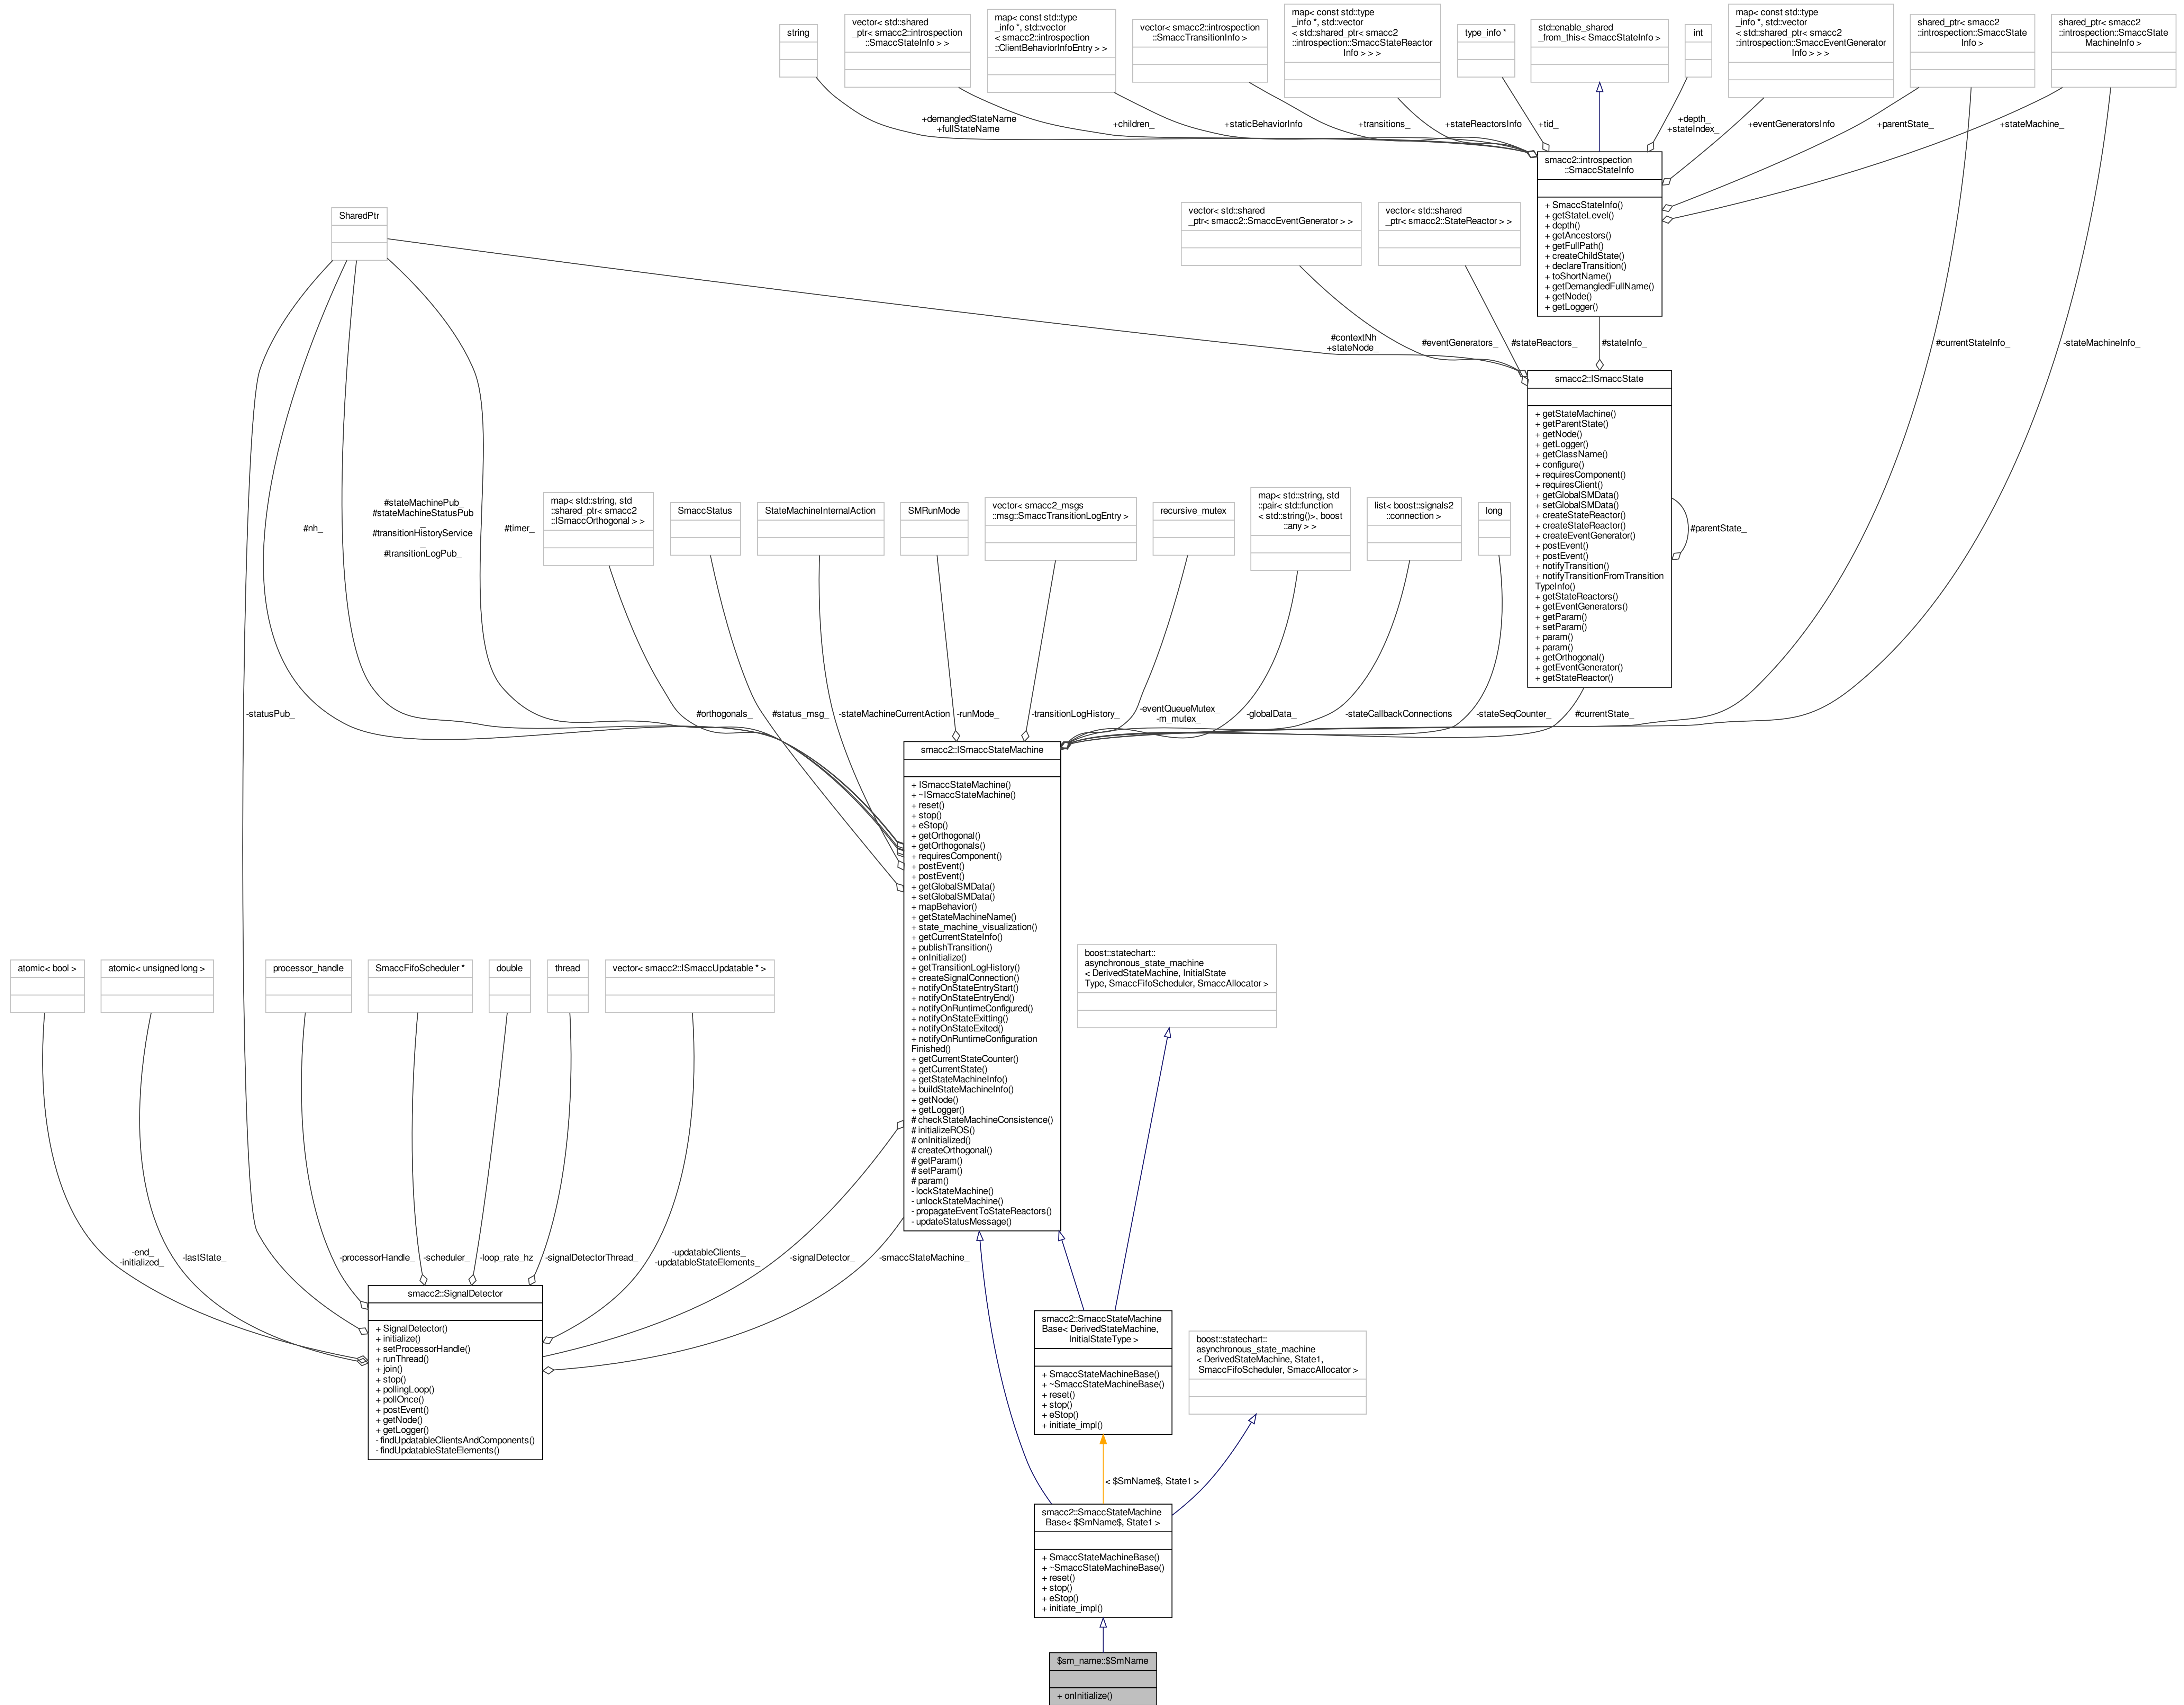 string
vector< std::shared
_ptr< smacc2::introspection
::SmaccStateInfo > >
map< const std::type
_info *, std::vector
< smacc2::introspection
::ClientBehaviorInfoEntry > >
vector< smacc2::introspection
::SmaccTransitionInfo >
map< const std::type
_info *, std::vector
< std::shared_ptr< smacc2
::introspection::SmaccStateReactor
Info > > >
type_info *
std::enable_shared
_from_this< SmaccStateInfo >
int
map< const std::type
_info *, std::vector
< std::shared_ptr< smacc2
::introspection::SmaccEventGenerator
Info > > >
shared_ptr< smacc2
::introspection::SmaccState
Info >
shared_ptr< smacc2
::introspection::SmaccState
MachineInfo >
+demangledStateName
+fullStateName
+children_
+staticBehaviorInfo
+transitions_
+stateReactorsInfo
+tid_
+depth_
+stateIndex_
+eventGeneratorsInfo
+parentState_
+stateMachine_
smacc2::introspection
::SmaccStateInfo
+ SmaccStateInfo()
+ getStateLevel()
+ depth()
+ getAncestors()
+ getFullPath()
+ createChildState()
+ declareTransition()
+ toShortName()
+ getDemangledFullName()
+ getNode()
+ getLogger()
SharedPtr
vector< std::shared
_ptr< smacc2::SmaccEventGenerator > >
vector< std::shared
_ptr< smacc2::StateReactor > >
#contextNh
+stateNode_
#eventGenerators_
#stateReactors_
#stateInfo_
#currentStateInfo_
-stateMachineInfo_
smacc2::ISmaccState
+ getStateMachine()
+ getParentState()
+ getNode()
+ getLogger()
+ getClassName()
+ configure()
+ requiresComponent()
+ requiresClient()
+ getGlobalSMData()
+ setGlobalSMData()
+ createStateReactor()
+ createStateReactor()
+ createEventGenerator()
+ postEvent()
+ postEvent()
+ notifyTransition()
+ notifyTransitionFromTransition
TypeInfo()
+ getStateReactors()
+ getEventGenerators()
+ getParam()
+ setParam()
+ param()
+ param()
+ getOrthogonal()
+ getEventGenerator()
+ getStateReactor()
#parentState_
#nh_
#stateMachinePub_
#stateMachineStatusPub
_
#transitionHistoryService
_
#transitionLogPub_
#timer_
map< std::string, std
::shared_ptr< smacc2
::ISmaccOrthogonal > >
SmaccStatus
StateMachineInternalAction
SMRunMode
vector< smacc2_msgs
::msg::SmaccTransitionLogEntry >
recursive_mutex
map< std::string, std
::pair< std::function
< std::string()>, boost
::any > >
list< boost::signals2
::connection >
long
-statusPub_
#orthogonals_
#status_msg_
-stateMachineCurrentAction
-runMode_
-transitionLogHistory_
-eventQueueMutex_
-m_mutex_
-globalData_
-stateCallbackConnections
-stateSeqCounter_
#currentState_
smacc2::ISmaccStateMachine
+ ISmaccStateMachine()
+ ~ISmaccStateMachine()
+ reset()
+ stop()
+ eStop()
+ getOrthogonal()
+ getOrthogonals()
+ requiresComponent()
+ postEvent()
+ postEvent()
+ getGlobalSMData()
+ setGlobalSMData()
+ mapBehavior()
+ getStateMachineName()
+ state_machine_visualization()
+ getCurrentStateInfo()
+ publishTransition()
+ onInitialize()
+ getTransitionLogHistory()
+ createSignalConnection()
+ notifyOnStateEntryStart()
+ notifyOnStateEntryEnd()
+ notifyOnRuntimeConfigured()
+ notifyOnStateExitting()
+ notifyOnStateExited()
+ notifyOnRuntimeConfiguration
Finished()
+ getCurrentStateCounter()
+ getCurrentState()
+ getStateMachineInfo()
+ buildStateMachineInfo()
+ getNode()
+ getLogger()
# checkStateMachineConsistence()
# initializeROS()
# onInitialized()
# createOrthogonal()
# getParam()
# setParam()
# param()
- lockStateMachine()
- unlockStateMachine()
- propagateEventToStateReactors()
- updateStatusMessage()
atomic< bool >
atomic< unsigned long >
processor_handle
SmaccFifoScheduler *
double
thread
vector< smacc2::ISmaccUpdatable * >
boost::statechart::
asynchronous_state_machine
< DerivedStateMachine, InitialState
Type, SmaccFifoScheduler, SmaccAllocator >
-end_
-initialized_
-lastState_
-processorHandle_
-scheduler_
-loop_rate_hz
-signalDetectorThread_
-updatableClients_
-updatableStateElements_
-signalDetector_
-smaccStateMachine_
smacc2::SignalDetector
+ SignalDetector()
+ initialize()
+ setProcessorHandle()
+ runThread()
+ join()
+ stop()
+ pollingLoop()
+ pollOnce()
+ postEvent()
+ getNode()
+ getLogger()
- findUpdatableClientsAndComponents()
- findUpdatableStateElements()
smacc2::SmaccStateMachine
Base< DerivedStateMachine,
InitialStateType >
+ SmaccStateMachineBase()
+ ~SmaccStateMachineBase()
+ reset()
+ stop()
+ eStop()
+ initiate_impl()
boost::statechart::
asynchronous_state_machine
< DerivedStateMachine, State1,
SmaccFifoScheduler, SmaccAllocator >
< $SmName$, State1 >
smacc2::SmaccStateMachine
Base< $SmName$, State1 >
+ SmaccStateMachineBase()
+ ~SmaccStateMachineBase()
+ reset()
+ stop()
+ eStop()
+ initiate_impl()
$sm_name::$SmName
+ onInitialize()